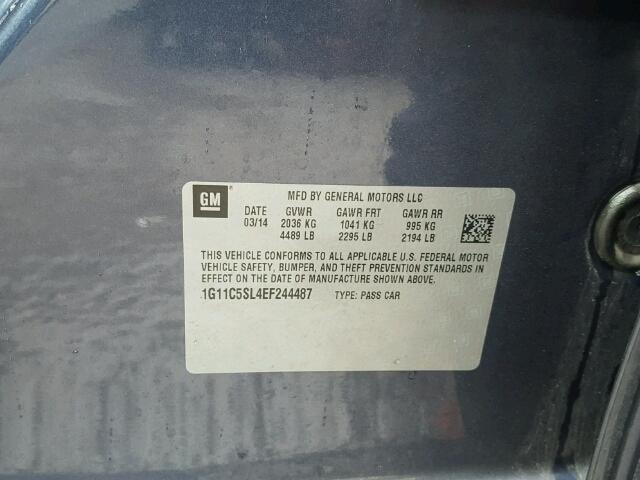 GM
MFD BY GENERAL MOTORS LLC
DATE GVWR GAWR FRT GAWR RR
03/14 2036 KG 1041 KG 995 KG
4489 LB 2295 LB 2194 LB
THIS VEHICLE CONFORMS TO ALL APPLICABLE U.S. FEDERAL MOTOR
VEHICLE SAFETY, BUMPER, AND THEFT PREVENTION STANDARDS IN
EFFECT ON THE DATE OF MANUFACTURE SHOWN ABOVE.
1G11C5SL4EF244487 TYPE: PASS CAR